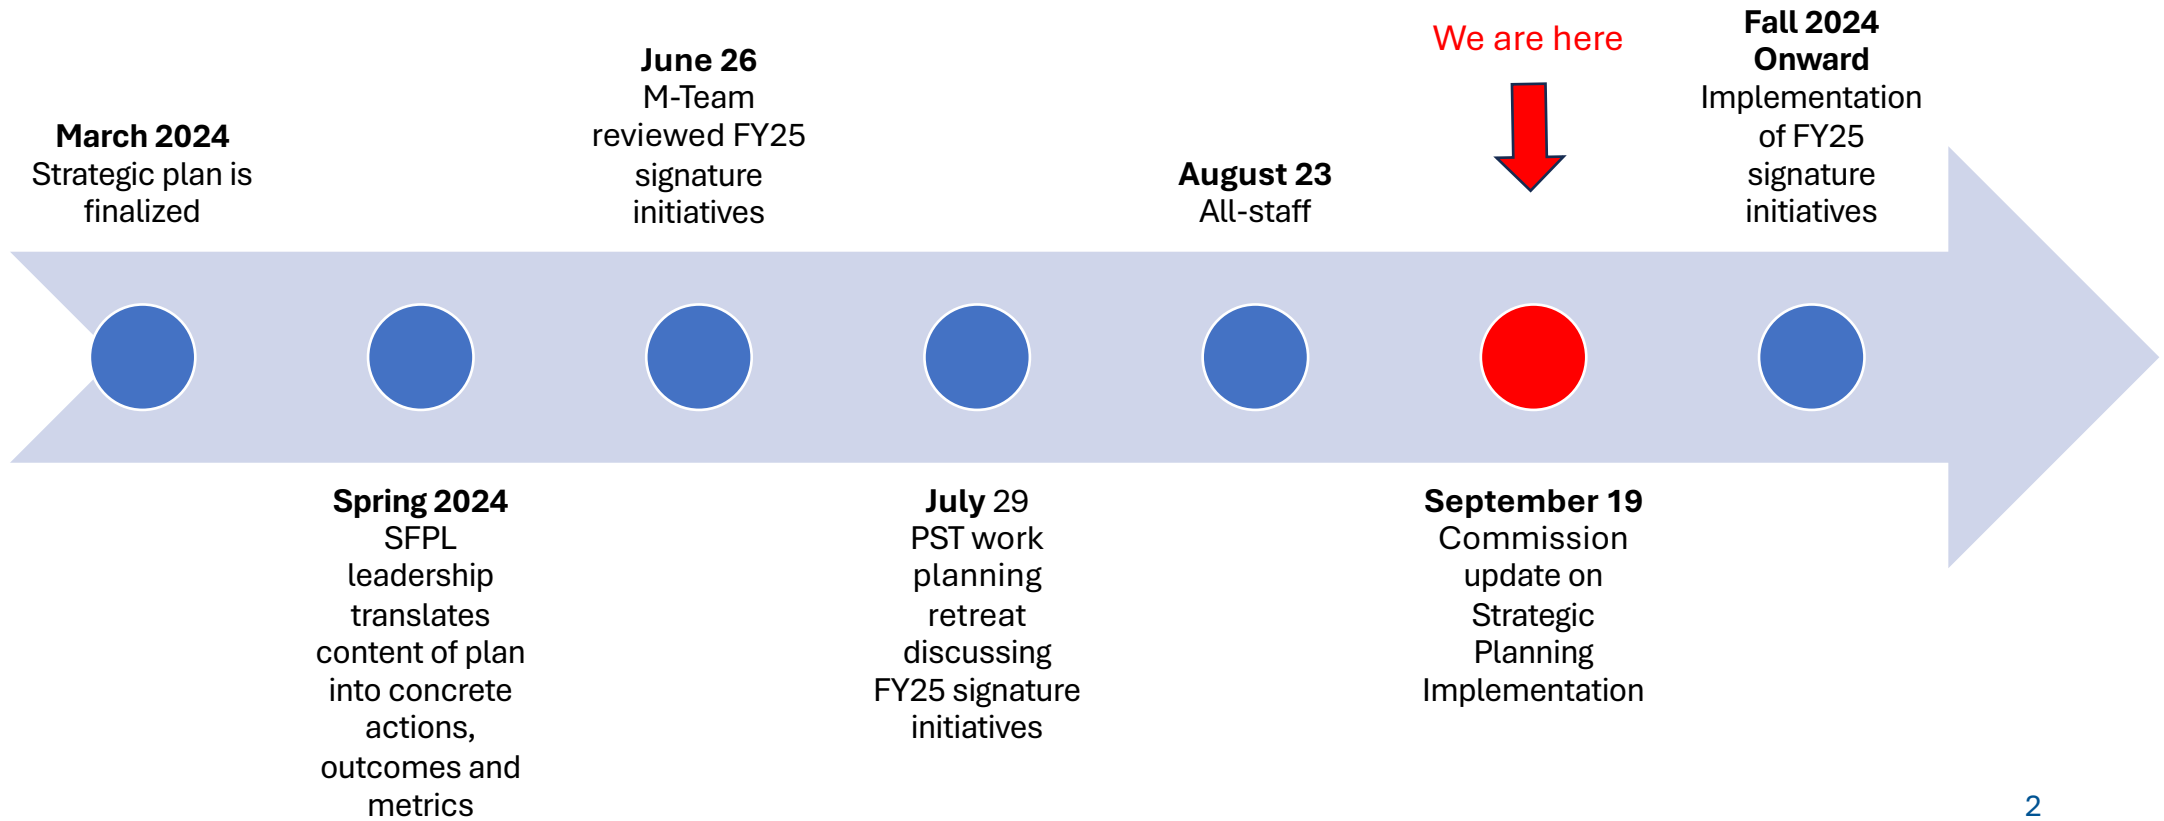 March 2024
Strategic plan is
finalized
Spring 2024
SFPL
leadership
translates
content of plan
into concrete
actions,
outcomes and
metrics
June 26
M-Team
reviewed FY25
signature
initiatives
July 29
PST work
planning
retreat
discussing
FY25 signature
initiatives
August 23
All-staff
We are here
September 19
Commission
update on
Strategic
Planning
Implementation
Fall 2024
Onward
Implementation
of FY25
signature
initiatives
2